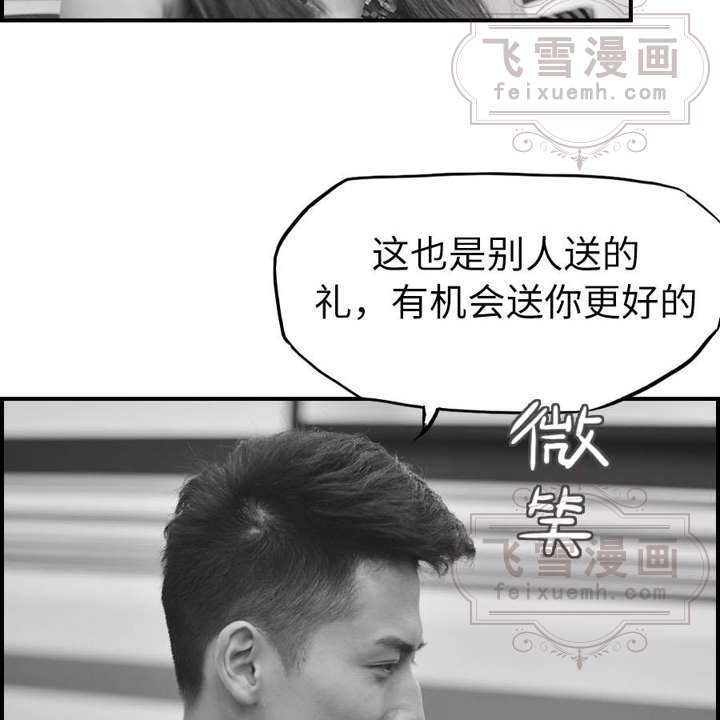 飞雪漫画
feixuemh.com
这也是别人送的
礼，有机会送你更好的
微
笑
飞雪漫画
feixuemh.com